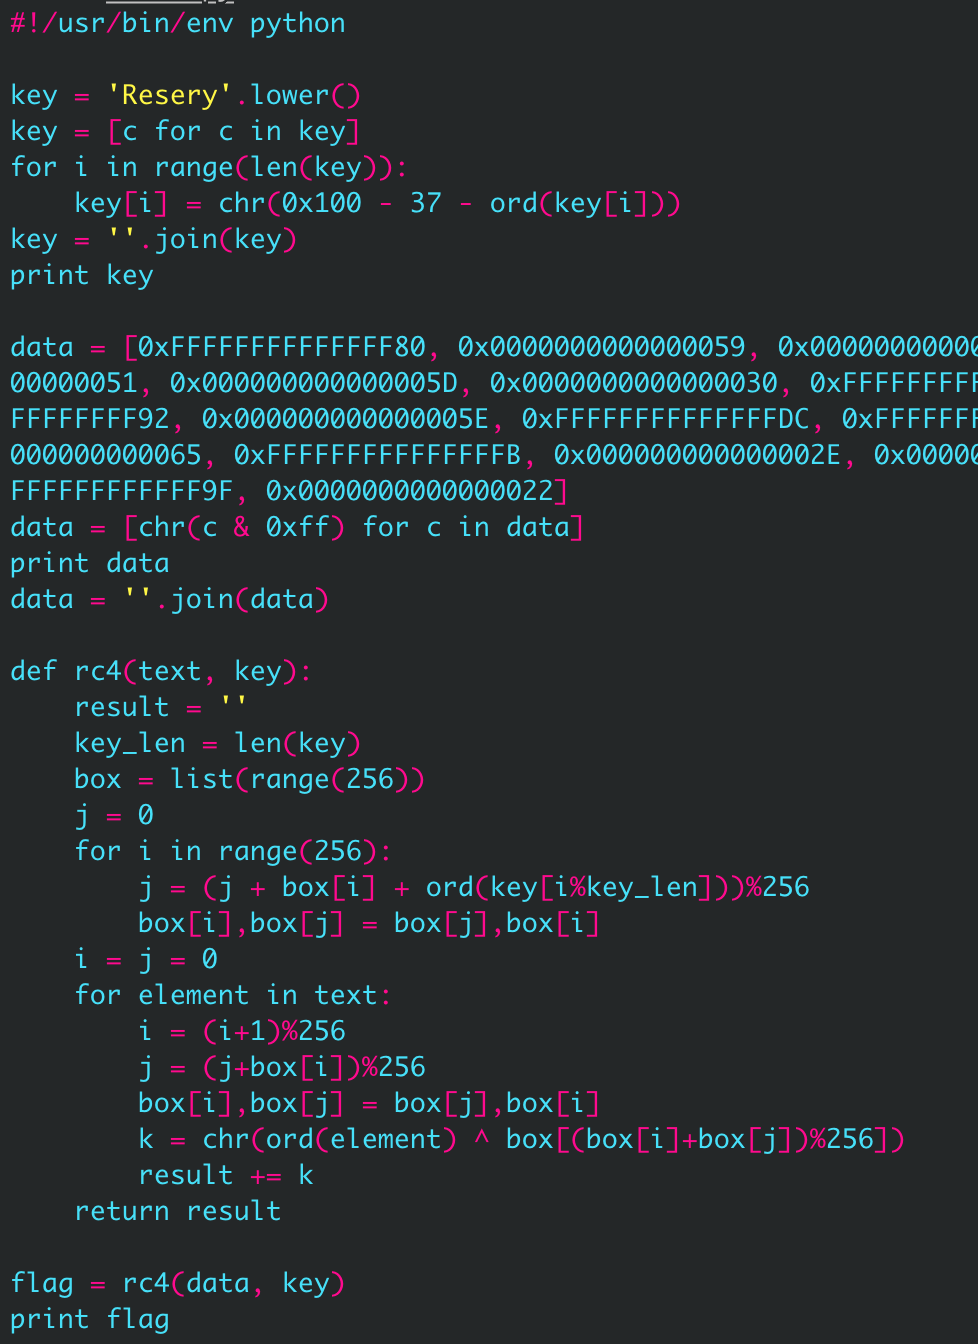 #!/usr/bin/env python
key = 'Resery'.lower()
key = [c for c in key]
for i in range(len(key)):
    key[i] = chr(0x100 - 37 - ord(key[i]))
key = ''.join(key)
print key
data = [0xFFFFFFFFFFFFFF80, 0x0000000000000059, 0x000000000000
00000051, 0x000000000000005D, 0x0000000000000030, 0xFFFFFFFFF
FFFFFFFF92, 0x000000000000005E, 0xFFFFFFFFFFFFFFDC, 0xFFFFFFF
000000000065, 0xFFFFFFFFFFFFFFFB, 0x000000000000002E, 0x00000
FFFFFFFFFFFF9F, 0x0000000000000022]
data = [chr(c & 0xff) for c in data]
print data
data = ''.join(data)
def rc4(text, key):
    result = ''
    key_len = len(key)
    box = list(range(256))
    j = 0
    for i in range(256):
        j = (j + box[i] + ord(key[i%key_len]))%256
        box[i],box[j] = box[j],box[i]
    i = j = 0
    for element in text:
        i = (i+1)%256
        j = (j+box[i])%256
        box[i],box[j] = box[j],box[i]
        k = chr(ord(element) ^ box[(box[i]+box[j])%256])
        result += k
    return result
flag = rc4(data, key)
print flag